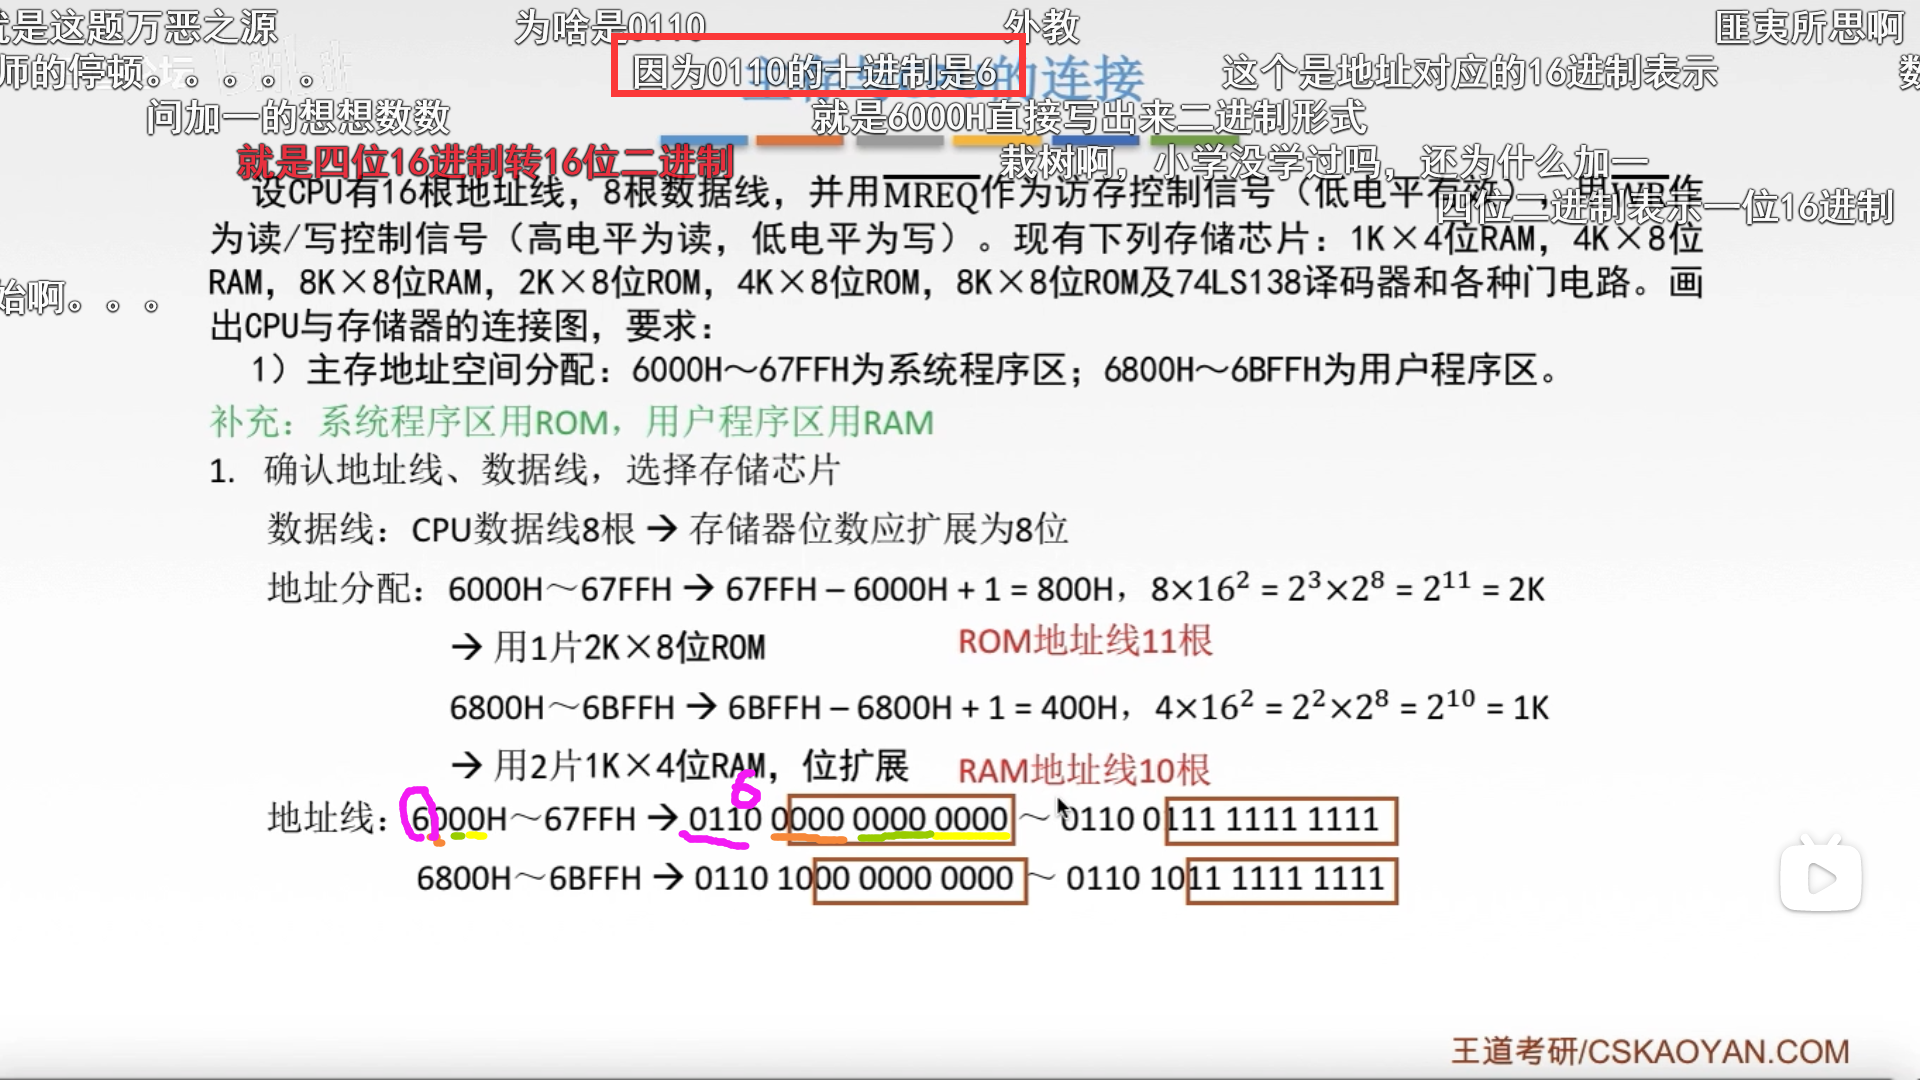 就是这题万恶之源
为啥是0110
外教
匪夷所思啊
师的停顿。。。。。
因为0110的十进制是6
的连接
这个是地址对应的16进制表示
数
问加一的想想数数
就是6000H直接写出来二进制形式
就是四位16进制转16位二进制
栽树啊，小学没学过吗，还为什么加一
四位二进制表示一位16进制
始啊。。。
设CPU有16根地址线，8根数据线，并用MREQ作为访存控制信号（低电平有效），用WR作
为读/写控制信号（高电平为读，低电平为写）。现有下列存储芯片：1K×4位RAM，4K×8位
RAM，8K×8位RAM，2K×8位ROM，4K×8位ROM，8K×8位ROM及74LS138译码器和各种门电路。画
出CPU与存储器的连接图，要求：
1）主存地址空间分配：6000H～67FFH为系统程序区；6800H～6BFFH为用户程序区。
补充：系统程序区用ROM，用户程序区用RAM
1. 确认地址线、数据线，选择存储芯片
数据线：CPU数据线8根 → 存储器位数应扩展为8位
地址分配：6000H～67FFH → 67FFH – 6000H + 1 = 800H，8×16² = 2³×2⁸ = 2¹¹ = 2K
→ 用1片2K×8位ROM
ROM地址线11根
6800H～6BFFH → 6BFFH – 6800H + 1 = 400H，4×16² = 2²×2⁸ = 2¹⁰ = 1K
→ 用2片1K×4位RAM，位扩展
RAM地址线10根
6
地址线：6000H～67FFH → 0110 0000 0000 0000 ～ 0110 0111 1111 1111
6800H～6BFFH → 0110 1000 0000 0000 ～ 0110 1011 1111 1111
王道考研/CSKAOYAN.COM